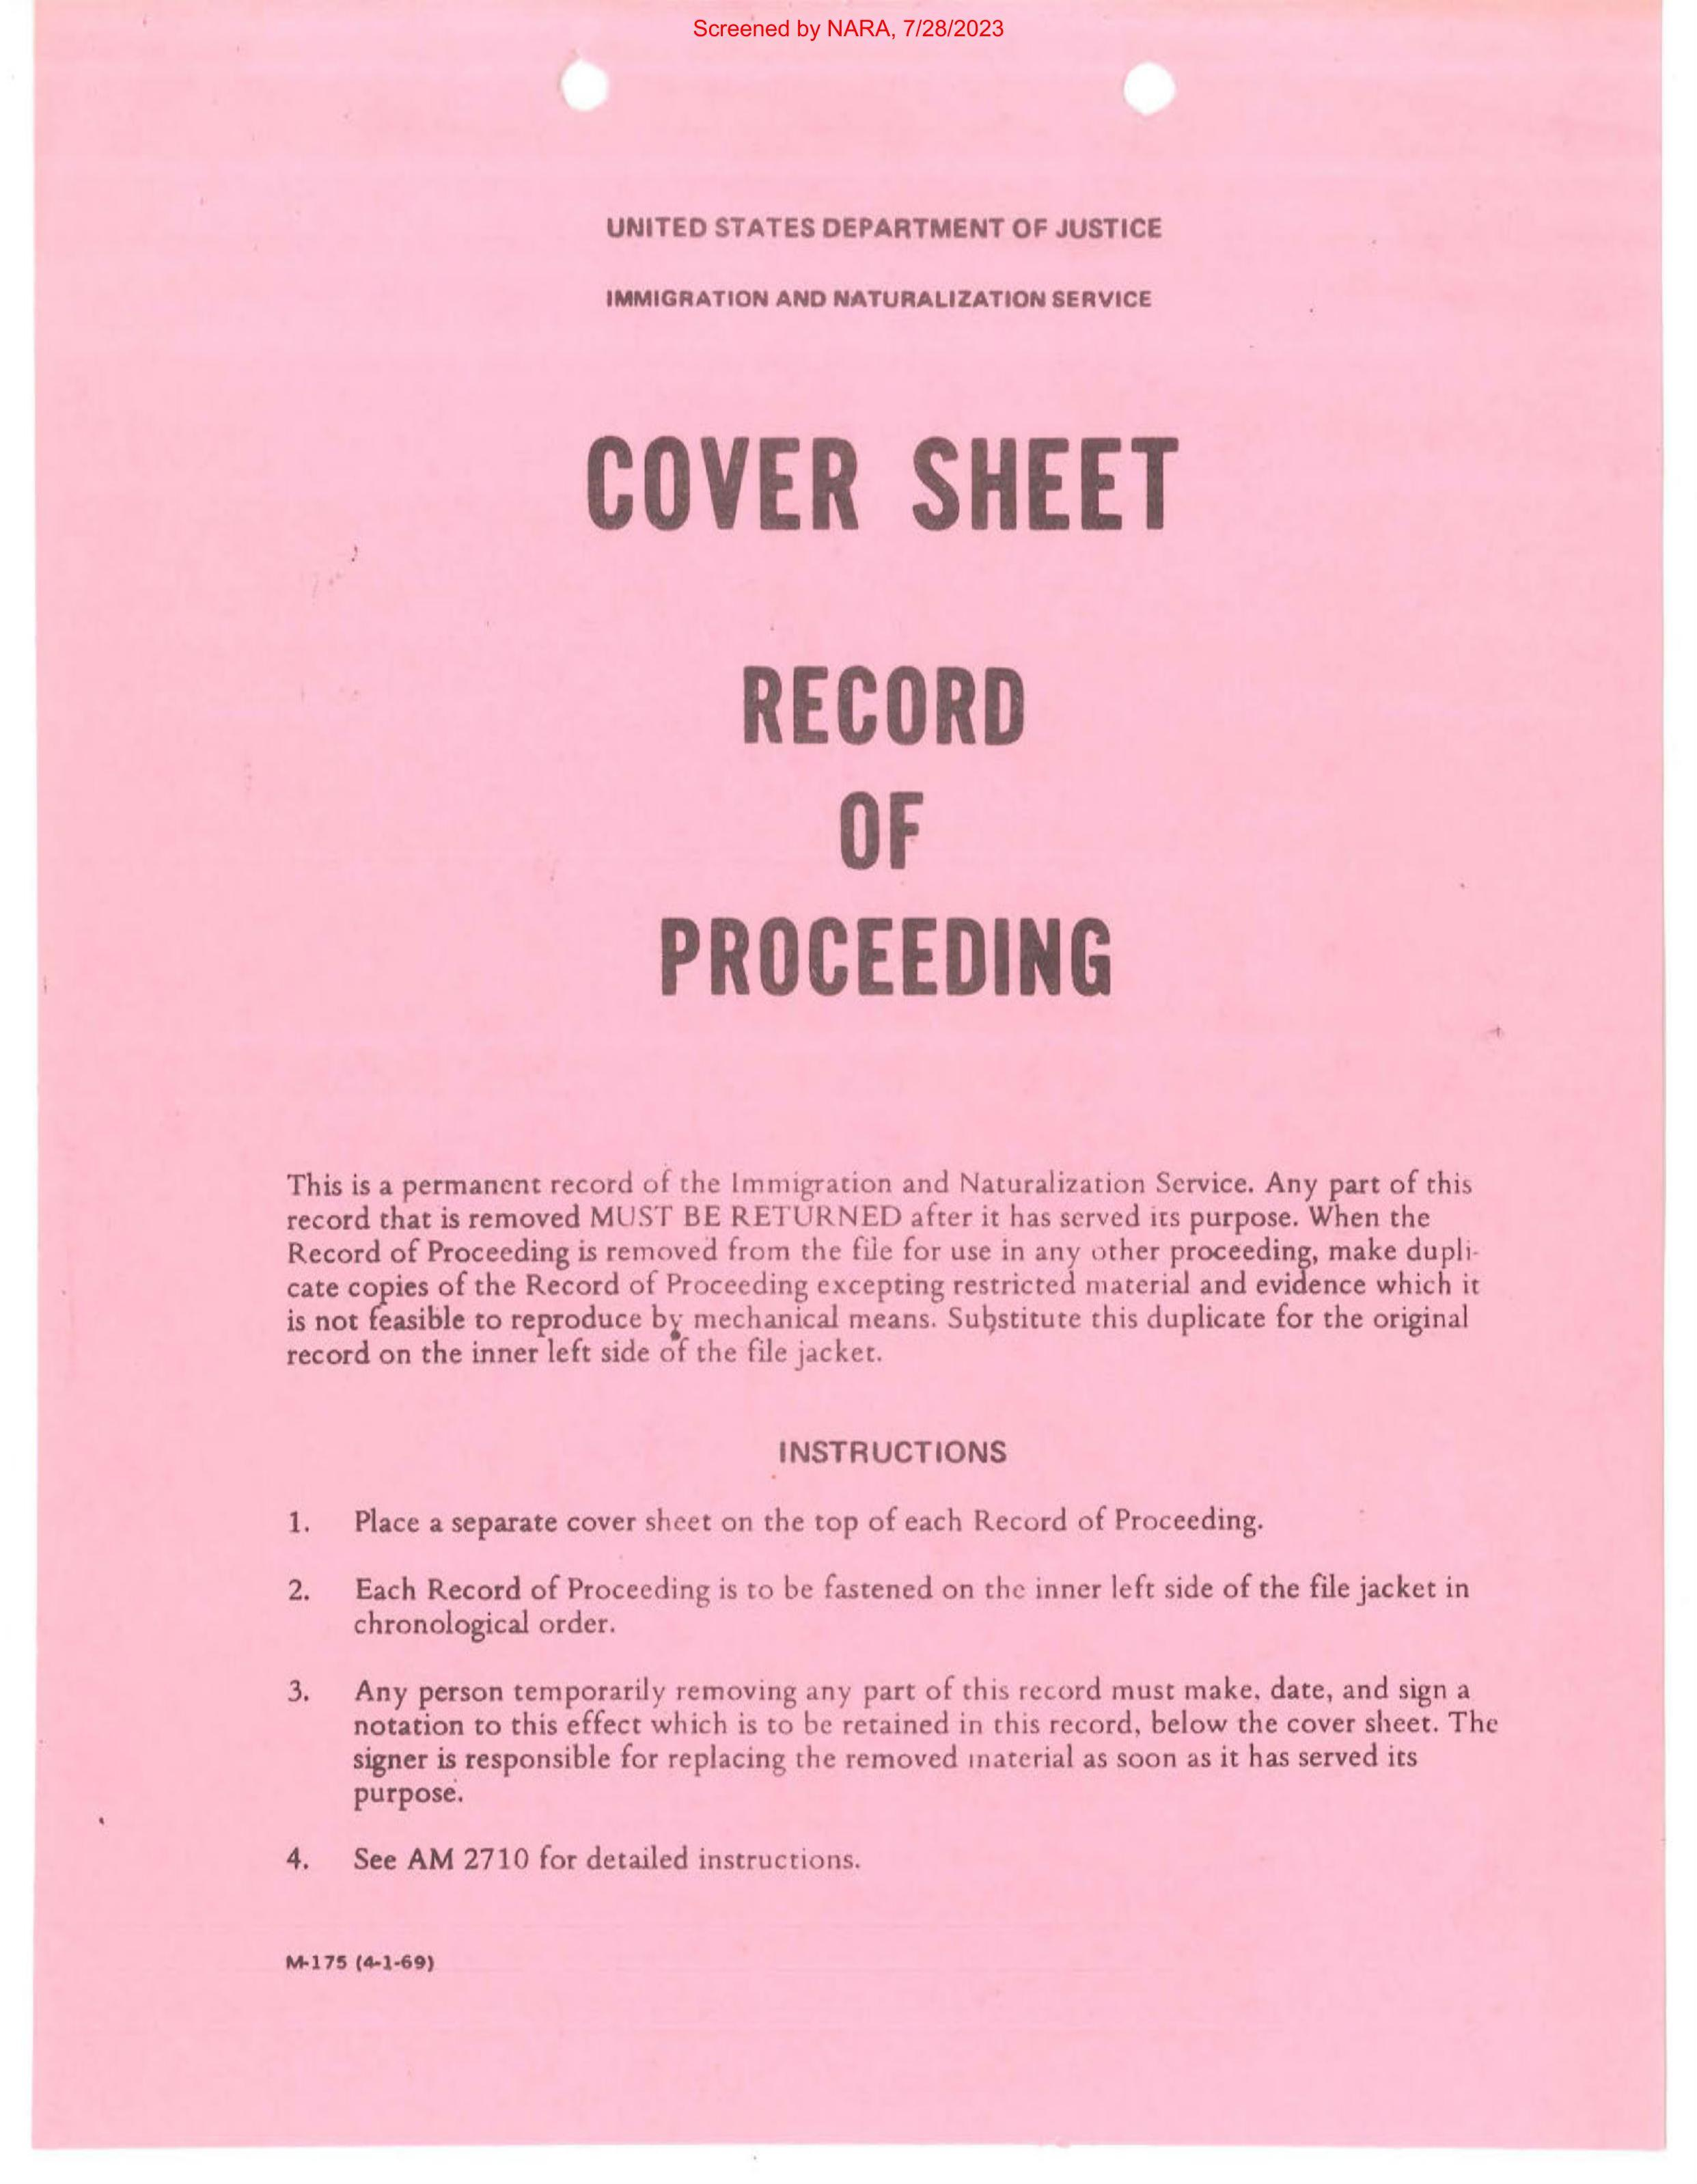 Screened by NARA, 7/28/2023
UNITED STATES DEPARTMENT OF JUSTICE
IMMIGRATION AND NATURALIZATION SERVICE
COVER SHEET
RECORD
OF
PROCEEDING
This is a permanent record of the Immigration and Naturalization Service. Any part of this
record that is removed MUST BE RETURNED after it has served its purpose. When the
Record of Proceeding is removed from the file for use in any other proceeding, make dupli-
cate copies of the Record of Proceeding excepting restricted material and evidence which it
is not feasible to reproduce by mechanical means. Substitute this duplicate for the original
record on the inner left side of the file jacket.
INSTRUCTIONS
1. Place a separate cover sheet on the top of each Record of Proceeding.
2. Each Record of Proceeding is to be fastened on the inner left side of the file jacket in
chronological order.
3. Any person temporarily removing any part of this record must make, date, and sign a
notation to this effect which is to be retained in this record, below the cover sheet. The
signer is responsible for replacing the removed material as soon as it has served its
purpose.
4. See AM 2710 for detailed instructions.
M-175 (4-1-69)